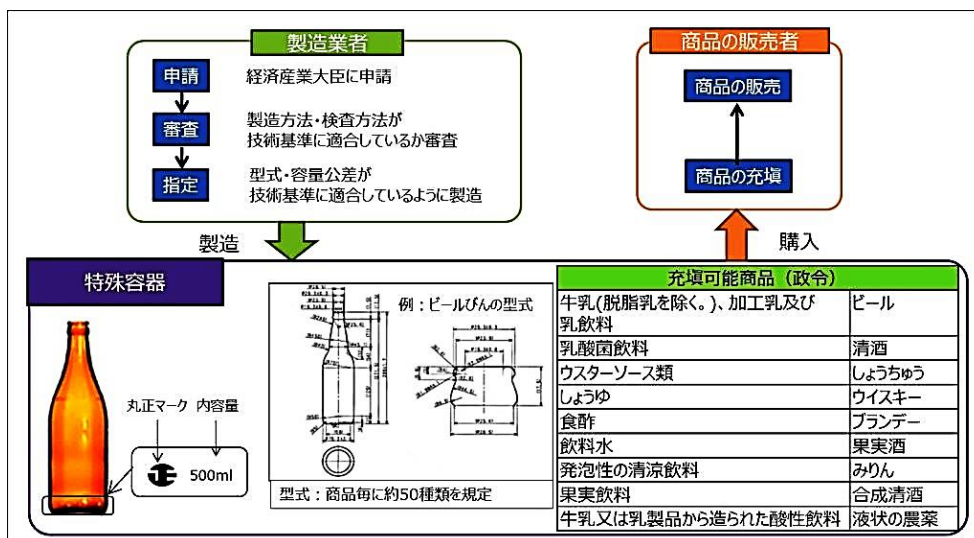 製造業者
申請
経済産業大臣に申請
審査
製造方法・検査方法が
技術基準に適合しているか審査
指定
型式・容量公差が
技術基準に適合しているように製造
商品の販売者
商品の販売
商品の充填
製造
購入
特殊容器
丸正マーク 内容量
500ml
例：ビールびんの型式
型式：商品毎に約50種類を規定
充填可能商品（政令）
牛乳(脱脂乳を除く。)、加工乳及び
乳飲料
ビール
乳酸菌飲料
清酒
ウスターソース類
しょうちゅう
しょうゆ
ウイスキー
食酢
ブランデー
飲料水
果実酒
発泡性の清涼飲料
みりん
果実飲料
合成清酒
牛乳又は乳製品から造られた酸性飲料
液状の農薬